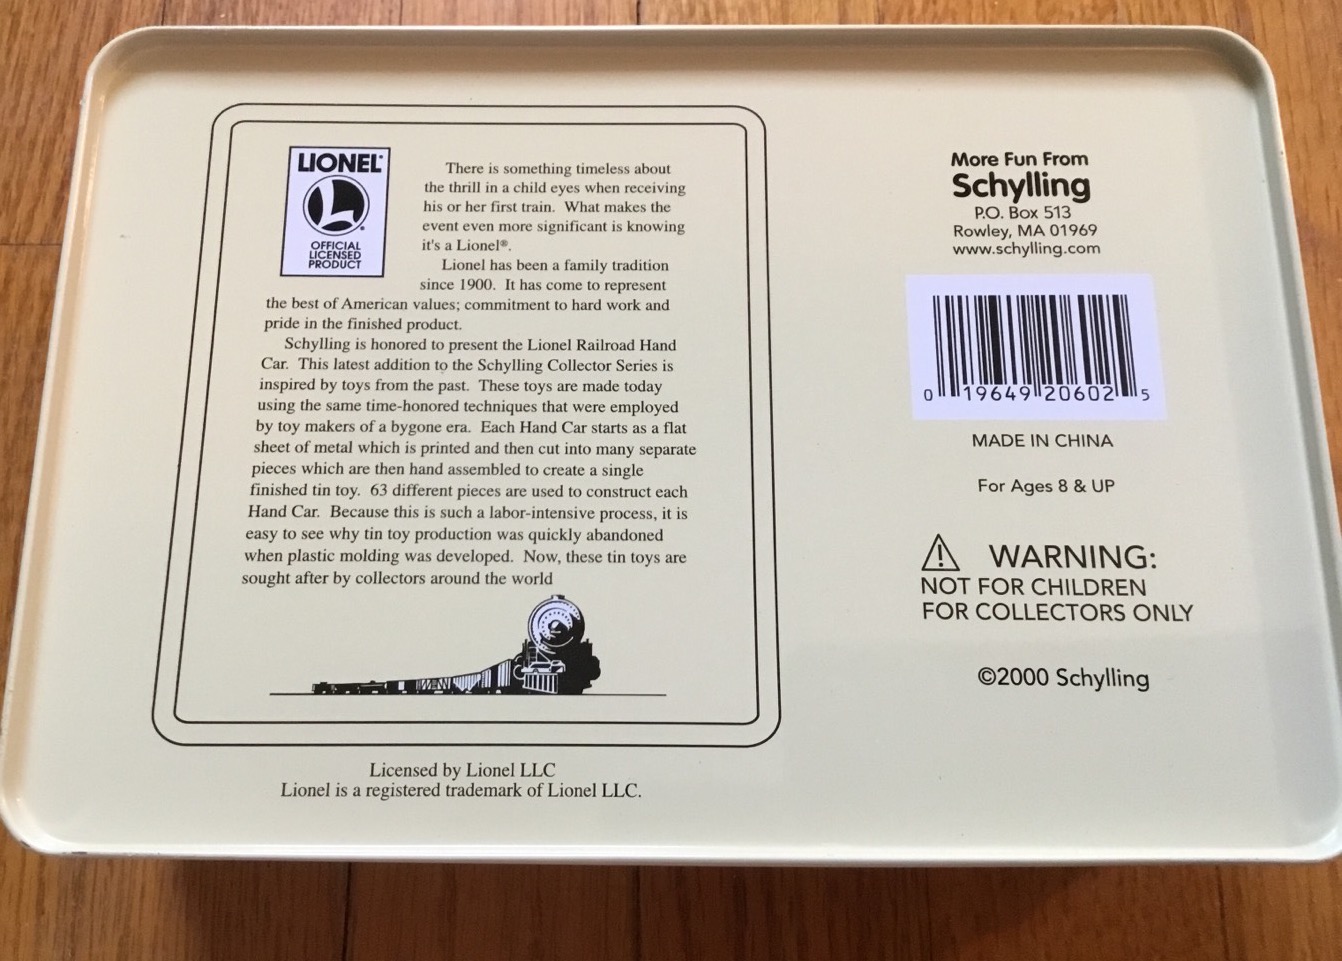 LIONEL
L
OFFICIAL
LICENSED
PRODUCT
There is something timeless about
the thrill in a child eyes when receiving
his or her first train. What makes the
event even more significant is knowing
it's a Lionel®.
Lionel has been a family tradition
since 1900. It has come to represent
the best of American values; commitment to hard work and
pride in the finished product.
Schylling is honored to present the Lionel Railroad Hand
Car. This latest addition to the Schylling Collector Series is
inspired by toys from the past. These toys are made today
using the same time-honored techniques that were employed
by toy makers of a bygone era. Each Hand Car starts as a flat
sheet of metal which is printed and then cut into many separate
pieces which are then hand assembled to create a single
finished tin toy. 63 different pieces are used to construct each
Hand Car. Because this is such a labor-intensive process, it is
easy to see why tin toy production was quickly abandoned
when plastic molding was developed. Now, these tin toys are
sought after by collectors around the world
Licensed by Lionel LLC
Lionel is a registered trademark of Lionel LLC.
More Fun From
Schylling
P.O. Box 513
Rowley, MA 01969
www.schylling.com
0 19649 20602 5
MADE IN CHINA
For Ages 8 & UP
WARNING:
NOT FOR CHILDREN
FOR COLLECTORS ONLY
©2000 Schylling